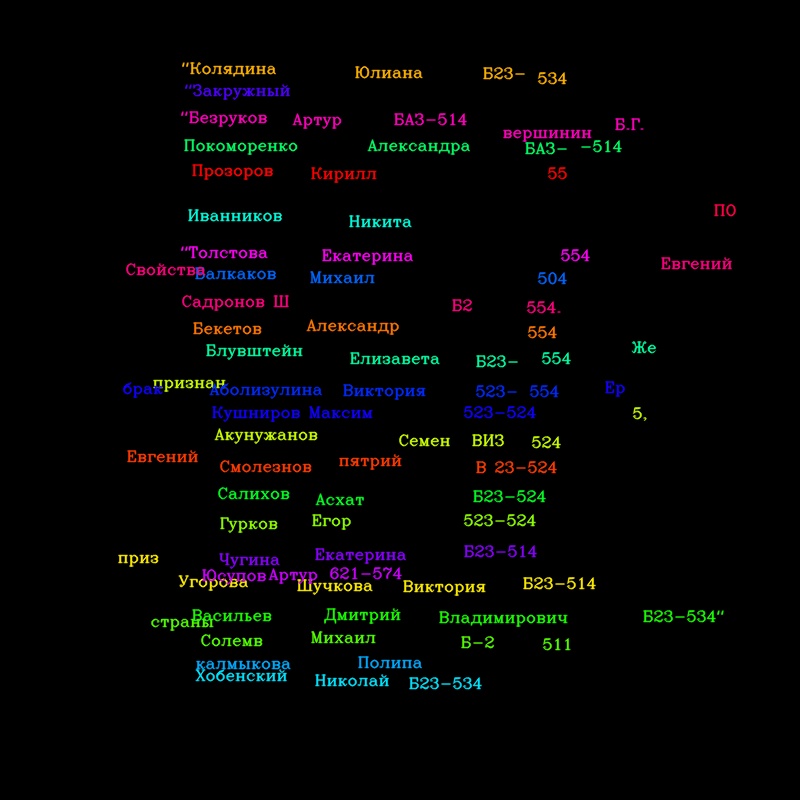 "Колядина Юлиана Б23- 534
"Закружный
"Безруков Артур БАЗ-514 вершинин Б.Г.
Покоморенко Александра БАЗ- -514
Прозоров Кирилл 55
ПО
Иванников Никита
"Толстова Екатерина 554
Евгений
Свойства Валкаков Михаил 504
Садронов Ш Б2 554.
Бекетов Александр 554
Блувштейн Елизавета Б23- 554 Же
признан
брак Аболизулина Виктория 523- 554 Ер
Кушниров Максим 523-524 5,
Акунужанов Семен ВИЗ 524
Евгений Смолезнов пятрий В 23-524
Салихов Асхат Б23-524
Гурков Егор 523-524
приз Чугина Екатерина Б23-514
Юсупов Артур 621-574
Угорова Шучкова Виктория Б23-514
Васильев Дмитрий Владимирович Б23-534"
страны
Солемв Михаил Б-2 511
калмыкова Полипа
Хобенский Николай Б23-534